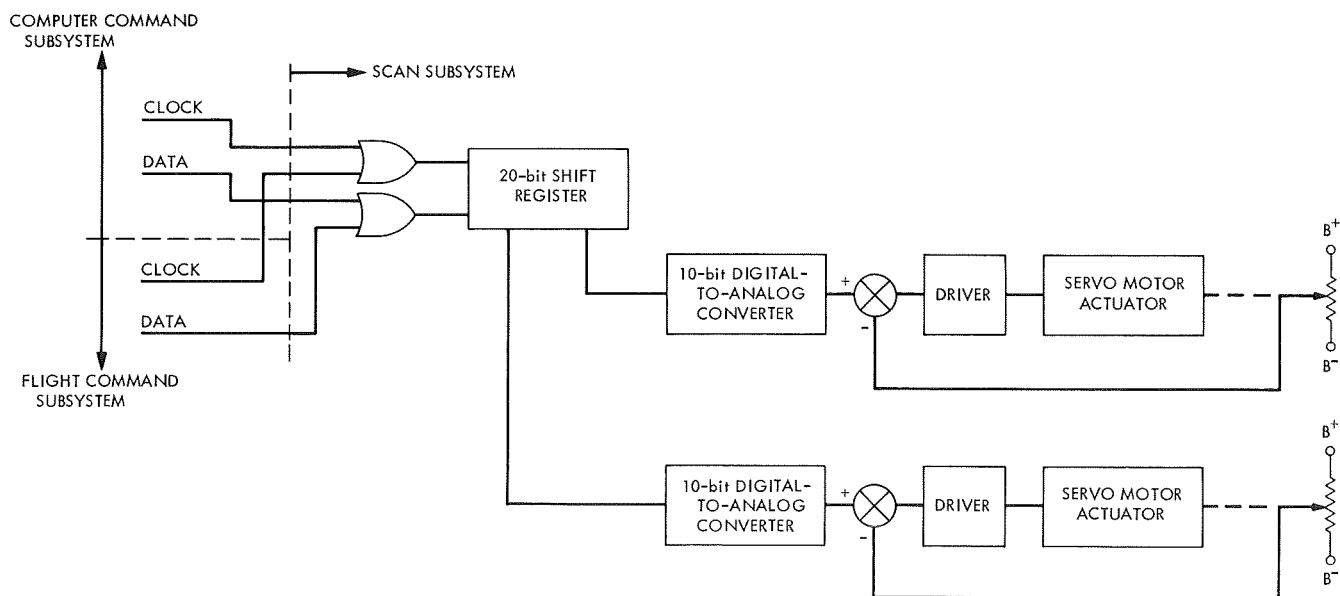 COMPUTER COMMAND
SUBSYSTEM
SCAN SUBSYSTEM
CLOCK
DATA
20-bit SHIFT
REGISTER
CLOCK
DATA
FLIGHT COMMAND
SUBSYSTEM
10-bit DIGITAL-
TO-ANALOG
CONVERTER
+
-
DRIVER
SERVO MOTOR
ACTUATOR
B+
B-
10-bit DIGITAL-
TO-ANALOG
CONVERTER
+
-
DRIVER
SERVO MOTOR
ACTUATOR
B+
B-